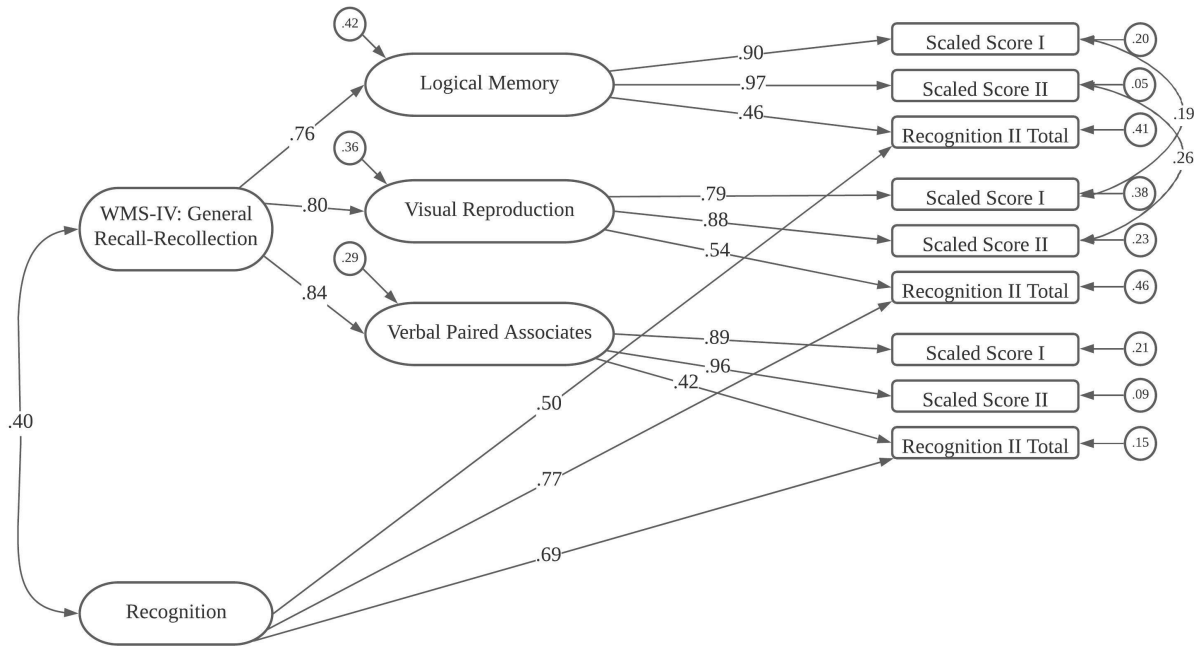 .42
Logical Memory
.90
.97
.46
Scaled Score I
.20
Scaled Score II
.05
Recognition II Total
.41
.19
.26
.76
.36
WMS-IV: General
Recall-Recollection
.80
Visual Reproduction
.79
.88
.54
Scaled Score I
.38
Scaled Score II
.23
Recognition II Total
.46
.84
.29
Verbal Paired Associates
.89
.96
.42
Scaled Score I
.21
Scaled Score II
.09
Recognition II Total
.15
.40
.50
.77
.69
Recognition